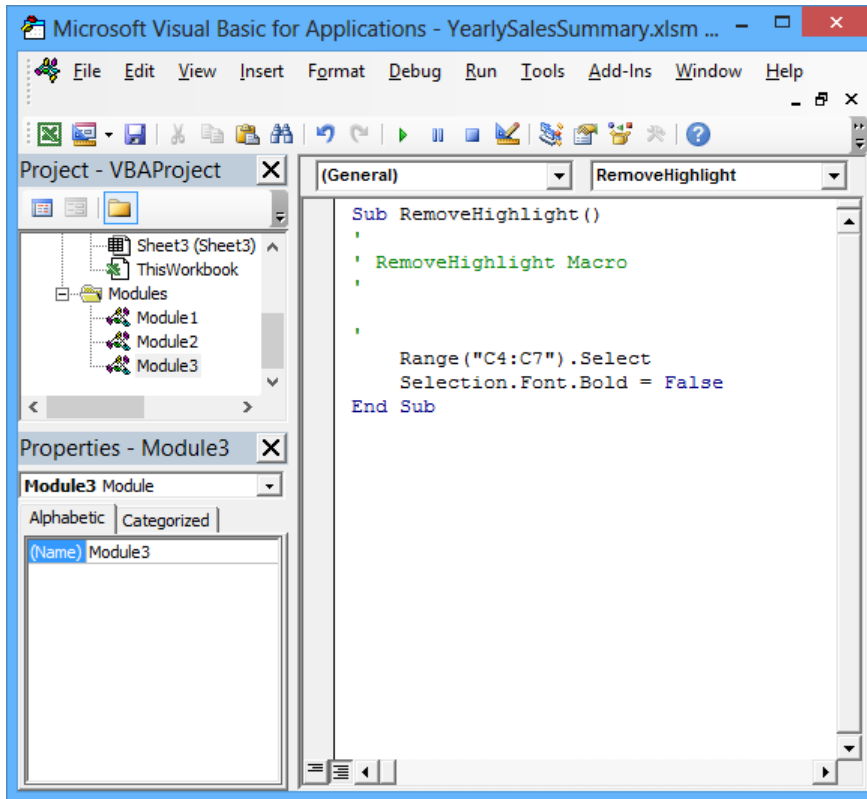 Microsoft Visual Basic for Applications - YearlySalesSummary.xlsm ...
File Edit View Insert Format Debug Run Tools Add-Ins Window Help
Project - VBAProject
Sheet3 (Sheet3)
ThisWorkbook
Modules
Module1
Module2
Module3
Properties - Module3
Module3 Module
Alphabetic Categorized
(Name) Module3
(General) RemoveHighlight
Sub RemoveHighlight()
'
' RemoveHighlight Macro
'
'
Range("C4:C7").Select
Selection.Font.Bold = False
End Sub